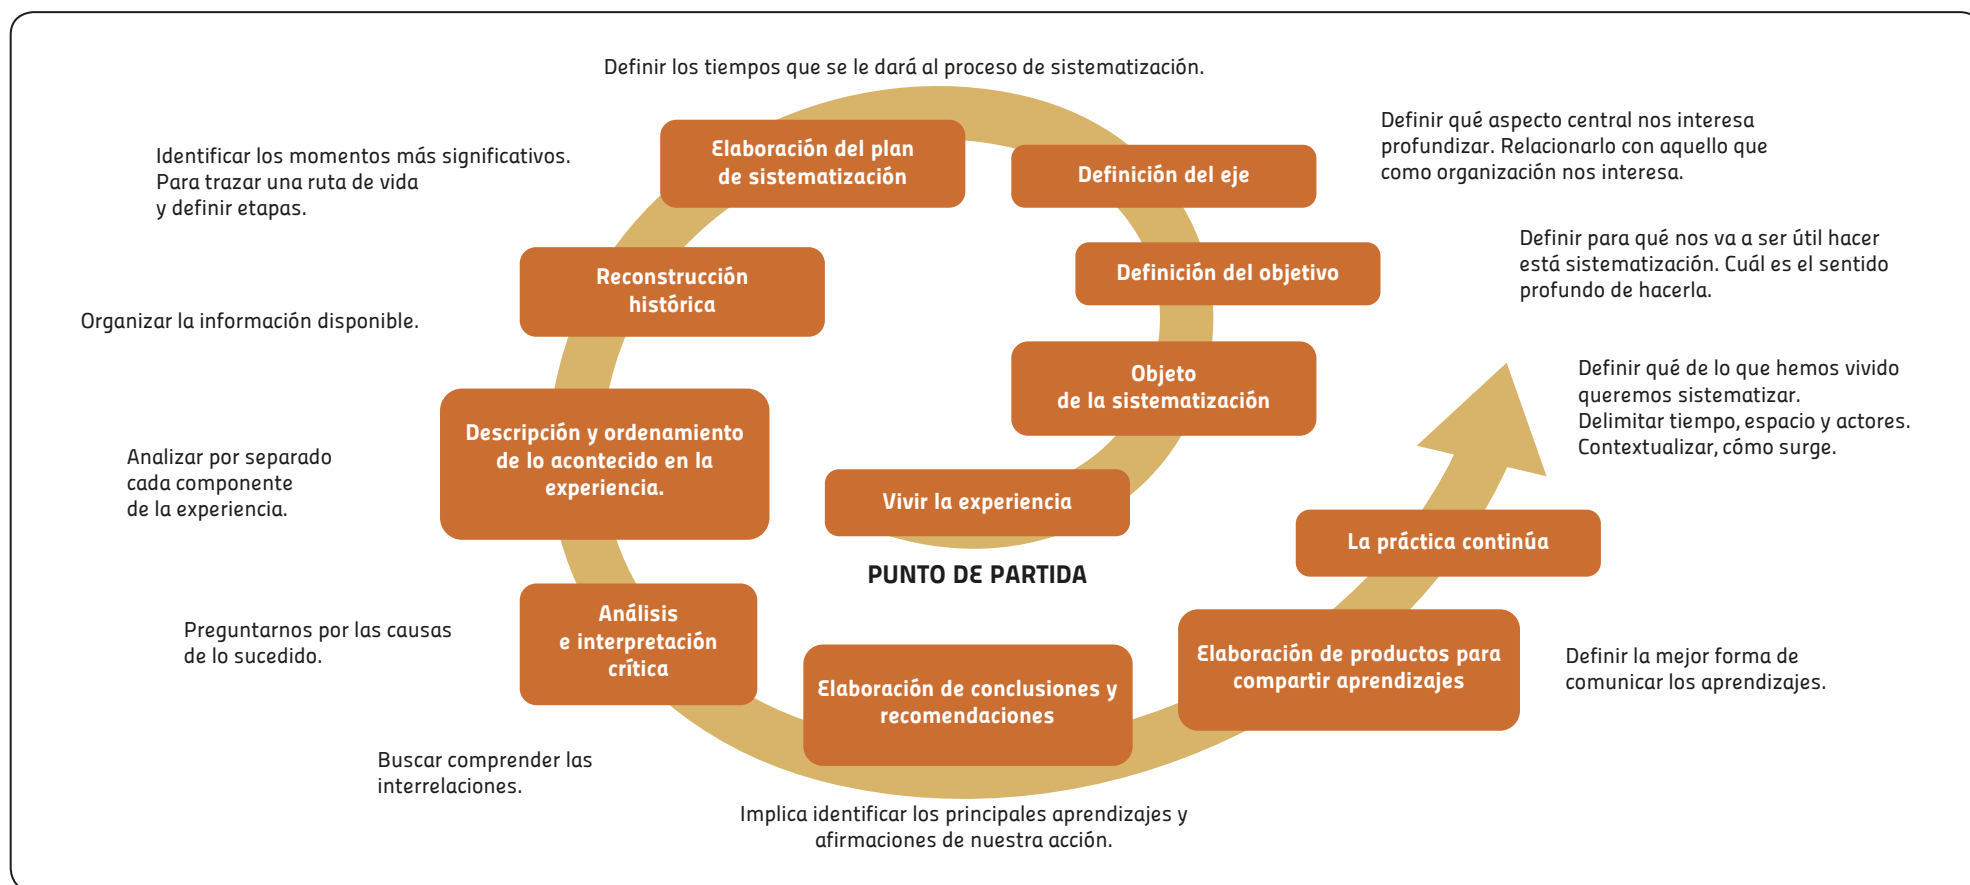 Definir los tiempos que se le dará al proceso de sistematización.
Elaboración del plan
de sistematización
Definición del eje
Definir qué aspecto central nos interesa
profundizar. Relacionarlo con aquello que
como organización nos interesa.
Identificar los momentos más significativos.
Para trazar una ruta de vida
y definir etapas.
Reconstrucción
histórica
Definición del objetivo
Definir para qué nos va a ser útil hacer
está sistematización. Cuál es el sentido
profundo de hacerla.
Organizar la información disponible.
Objeto
de la sistematización
Definir qué de lo que hemos vivido
queremos sistematizar.
Delimitar tiempo, espacio y actores.
Contextualizar, cómo surge.
Descripción y ordenamiento
de lo acontecido en la
experiencia.
Analizar por separado
cada componente
de la experiencia.
Vivir la experiencia
PUNTO DE PARTIDA
La práctica continúa
Análisis
e interpretación
crítica
Preguntarnos por las causas
de lo sucedido.
Elaboración de conclusiones y
recomendaciones
Elaboración de productos para
compartir aprendizajes
Definir la mejor forma de
comunicar los aprendizajes.
Buscar comprender las
interrelaciones.
Implica identificar los principales aprendizajes y
afirmaciones de nuestra acción.